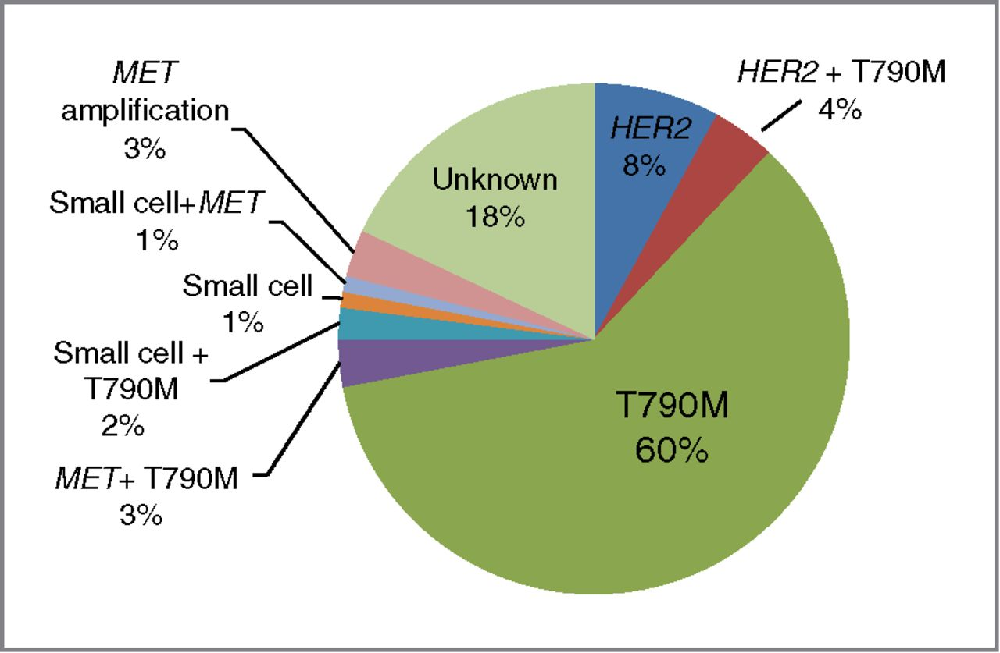 MET
amplification
3%
HER2 + T790M
4%
HER2
8%
Unknown
18%
Small cell+MET
1%
Small cell
1%
Small cell +
T790M
2%
T790M
60%
MET+ T790M
3%